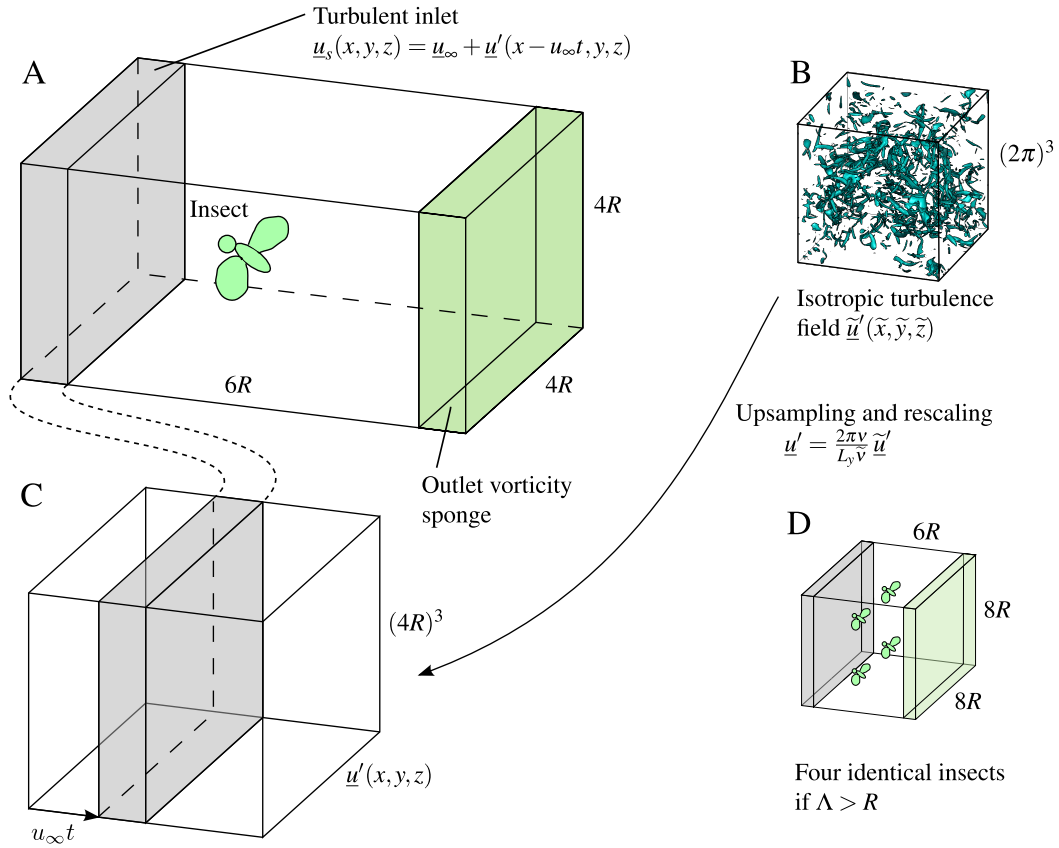 A
Turbulent inlet
u_s(x,y,z) = u_∞ + u′(x − u_∞t, y, z)
Insect
4R
6R
4R
Outlet vorticity
sponge
B
(2π)³
Isotropic turbulence
field ũ′(x̃, ỹ, z̃)
Upsampling and rescaling
u′ = 2πν/(L_y ν̃) ũ′
C
(4R)³
u′(x,y,z)
u_∞t
D
6R
8R
8R
Four identical insects
if Λ > R